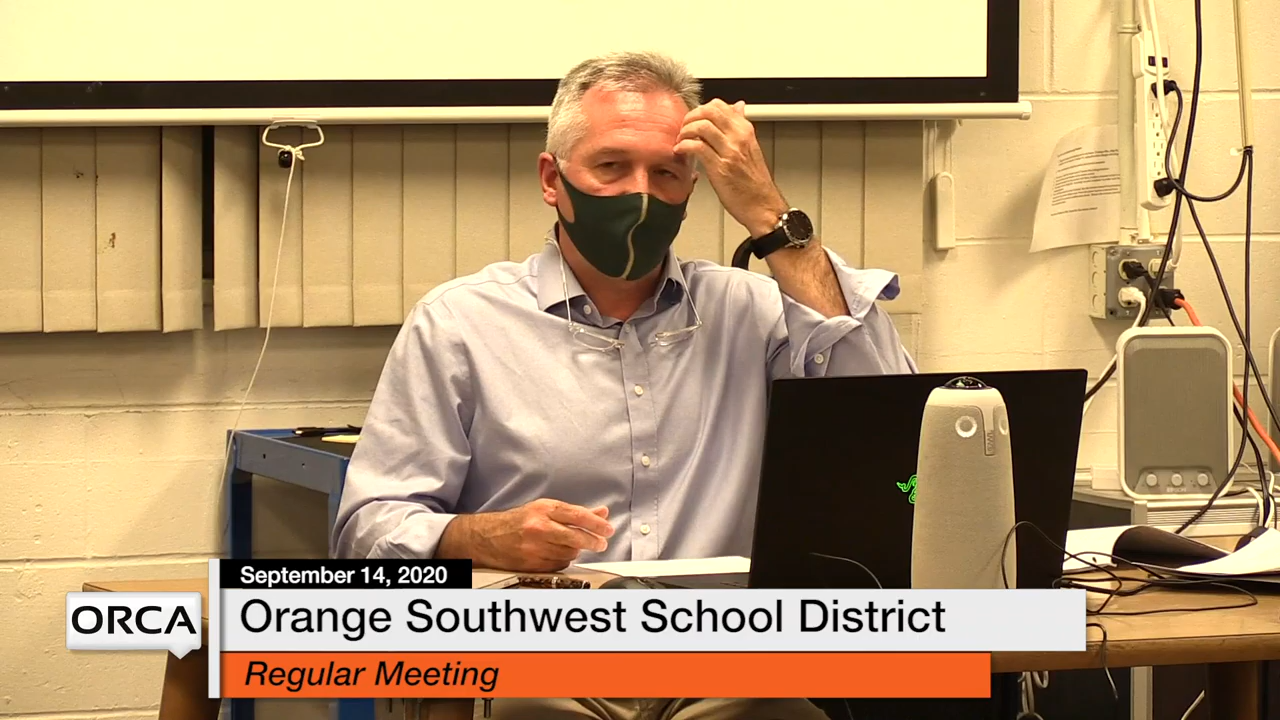 September 14, 2020
ORCA
Orange Southwest School District
Regular Meeting